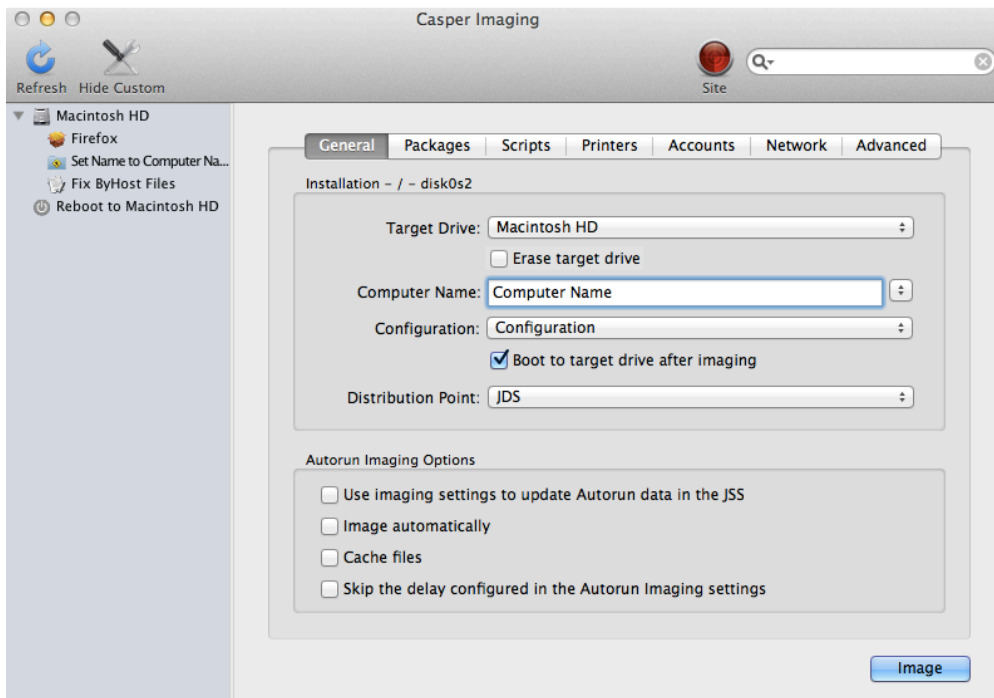 Casper Imaging
Refresh Hide Custom
Site
Macintosh HD
Firefox
Set Name to Computer Na...
Fix ByHost Files
Reboot to Macintosh HD
General Packages Scripts Printers Accounts Network Advanced
Installation - / - disk0s2
Target Drive: Macintosh HD
Erase target drive
Computer Name: Computer Name
Configuration: Configuration
Boot to target drive after imaging
Distribution Point: JDS
Autorun Imaging Options
Use imaging settings to update Autorun data in the JSS
Image automatically
Cache files
Skip the delay configured in the Autorun Imaging settings
Image